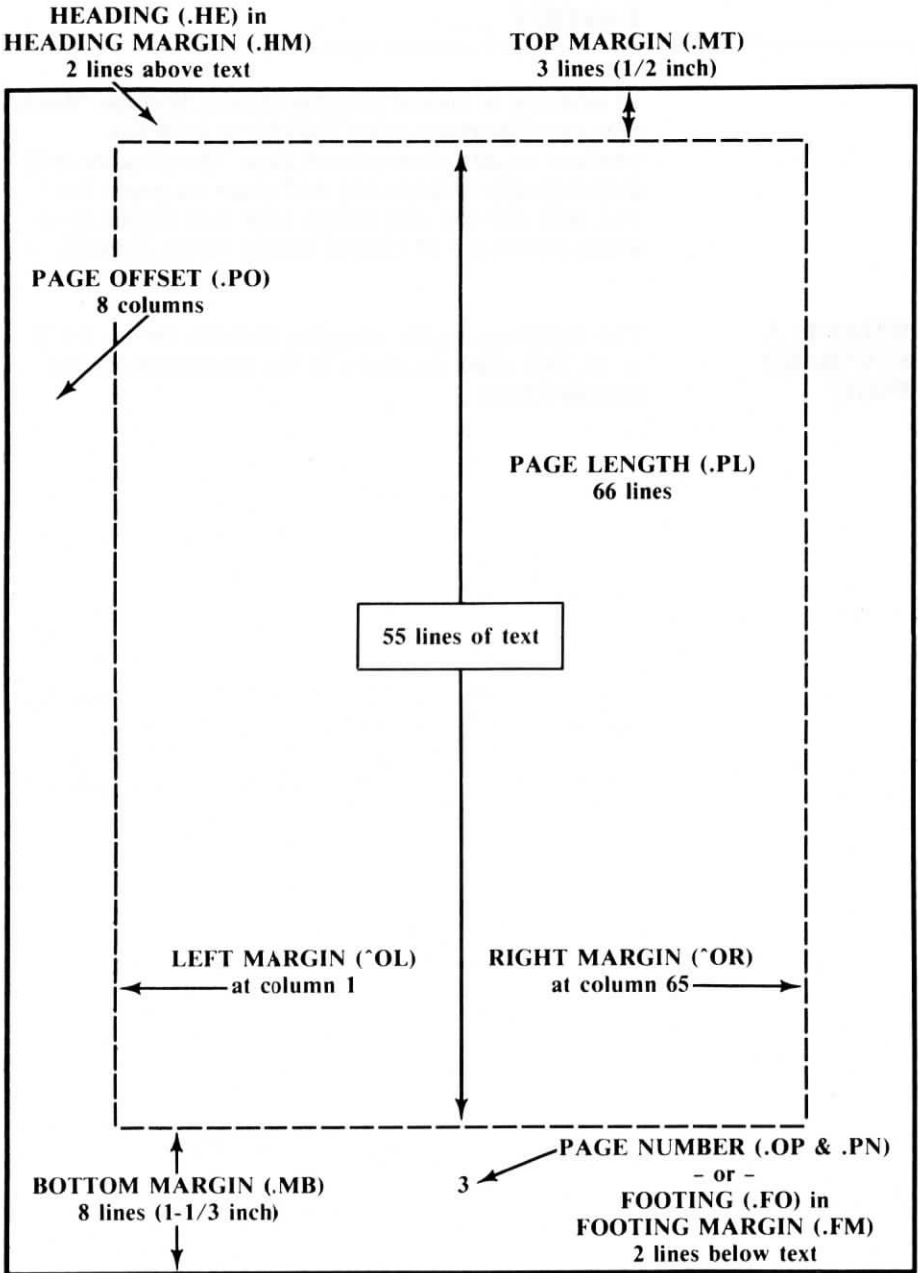 HEADING (.HE) in
HEADING MARGIN (.HM)
2 lines above text
TOP MARGIN (.MT)
3 lines (1/2 inch)
PAGE OFFSET (.PO)
8 columns
PAGE LENGTH (.PL)
66 lines
55 lines of text
LEFT MARGIN (^OL)
at column 1
RIGHT MARGIN (^OR)
at column 65
BOTTOM MARGIN (.MB)
8 lines (1-1/3 inch)
3
PAGE NUMBER (.OP & .PN)
– or –
FOOTING (.FO) in
FOOTING MARGIN (.FM)
2 lines below text